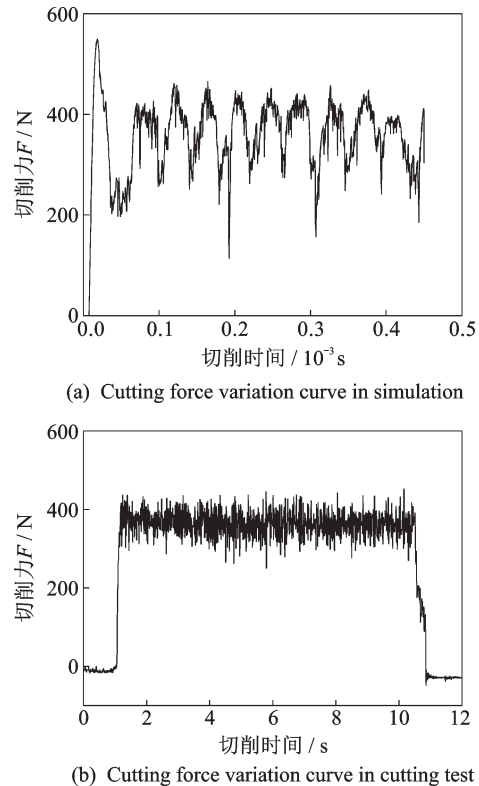 600
400
200
0
切削力F / N
0.0 0.1 0.2 0.3 0.4 0.5
切削时间 / 10⁻³ s
(a) Cutting force variation curve in simulation
600
400
200
0
切削力F / N
0 2 4 6 8 10 12
切削时间 / s
(b) Cutting force variation curve in cutting test